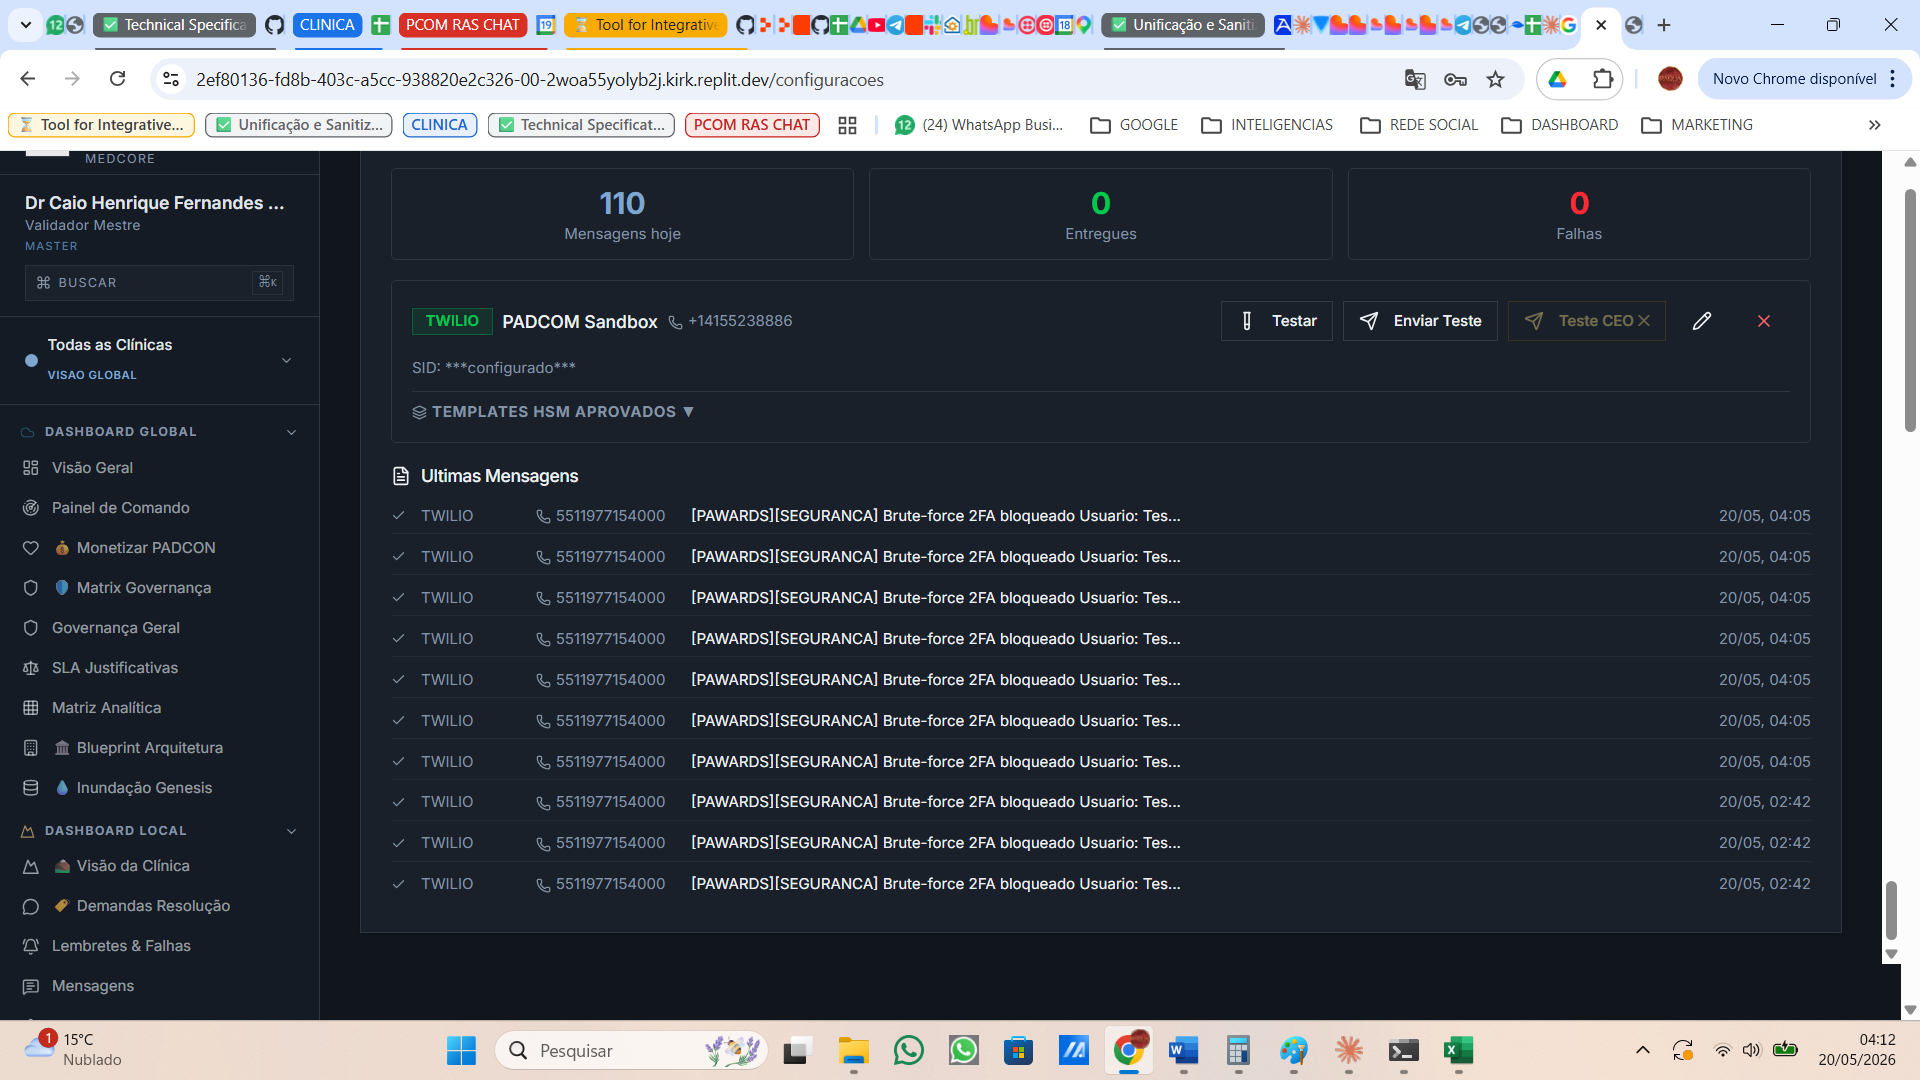 12
Technical Specifica
CLINICA
PCOM RAS CHAT
19
Tool for Integrative
18
Unificação e Saniti
2ef80136-fd8b-403c-a5cc-938820e2c326-00-2woa55yolyb2j.kirk.replit.dev/configuracoes
Novo Chrome disponível
Tool for Integrative...
Unificação e Sanitiz...
CLINICA
Technical Specificat...
PCOM RAS CHAT
12
(24) WhatsApp Busi...
GOOGLE
INTELIGENCIAS
REDE SOCIAL
DASHBOARD
MARKETING
»
MEDCORE
Dr Caio Henrique Fernandes ...
Validador Mestre
MASTER
⌘ BUSCAR
⌘K
Todas as Clínicas
VISAO GLOBAL
DASHBOARD GLOBAL
Visão Geral
Painel de Comando
Monetizar PADCON
Matrix Governança
Governança Geral
SLA Justificativas
Matriz Analítica
Blueprint Arquitetura
Inundação Genesis
DASHBOARD LOCAL
Visão da Clínica
Demandas Resolução
Lembretes & Falhas
Mensagens
110
Mensagens hoje
0
Entregues
0
Falhas
TWILIO PADCOM Sandbox +14155238886
Testar
Enviar Teste
Teste CEO
SID: ***configurado***
TEMPLATES HSM APROVADOS ▼
Ultimas Mensagens
TWILIO 5511977154000 [PAWARDS][SEGURANCA] Brute-force 2FA bloqueado Usuario: Tes... 20/05, 04:05
TWILIO 5511977154000 [PAWARDS][SEGURANCA] Brute-force 2FA bloqueado Usuario: Tes... 20/05, 04:05
TWILIO 5511977154000 [PAWARDS][SEGURANCA] Brute-force 2FA bloqueado Usuario: Tes... 20/05, 04:05
TWILIO 5511977154000 [PAWARDS][SEGURANCA] Brute-force 2FA bloqueado Usuario: Tes... 20/05, 04:05
TWILIO 5511977154000 [PAWARDS][SEGURANCA] Brute-force 2FA bloqueado Usuario: Tes... 20/05, 04:05
TWILIO 5511977154000 [PAWARDS][SEGURANCA] Brute-force 2FA bloqueado Usuario: Tes... 20/05, 04:05
TWILIO 5511977154000 [PAWARDS][SEGURANCA] Brute-force 2FA bloqueado Usuario: Tes... 20/05, 04:05
TWILIO 5511977154000 [PAWARDS][SEGURANCA] Brute-force 2FA bloqueado Usuario: Tes... 20/05, 02:42
TWILIO 5511977154000 [PAWARDS][SEGURANCA] Brute-force 2FA bloqueado Usuario: Tes... 20/05, 02:42
TWILIO 5511977154000 [PAWARDS][SEGURANCA] Brute-force 2FA bloqueado Usuario: Tes... 20/05, 02:42
1
15°C
Nublado
Pesquisar
04:12
20/05/2026